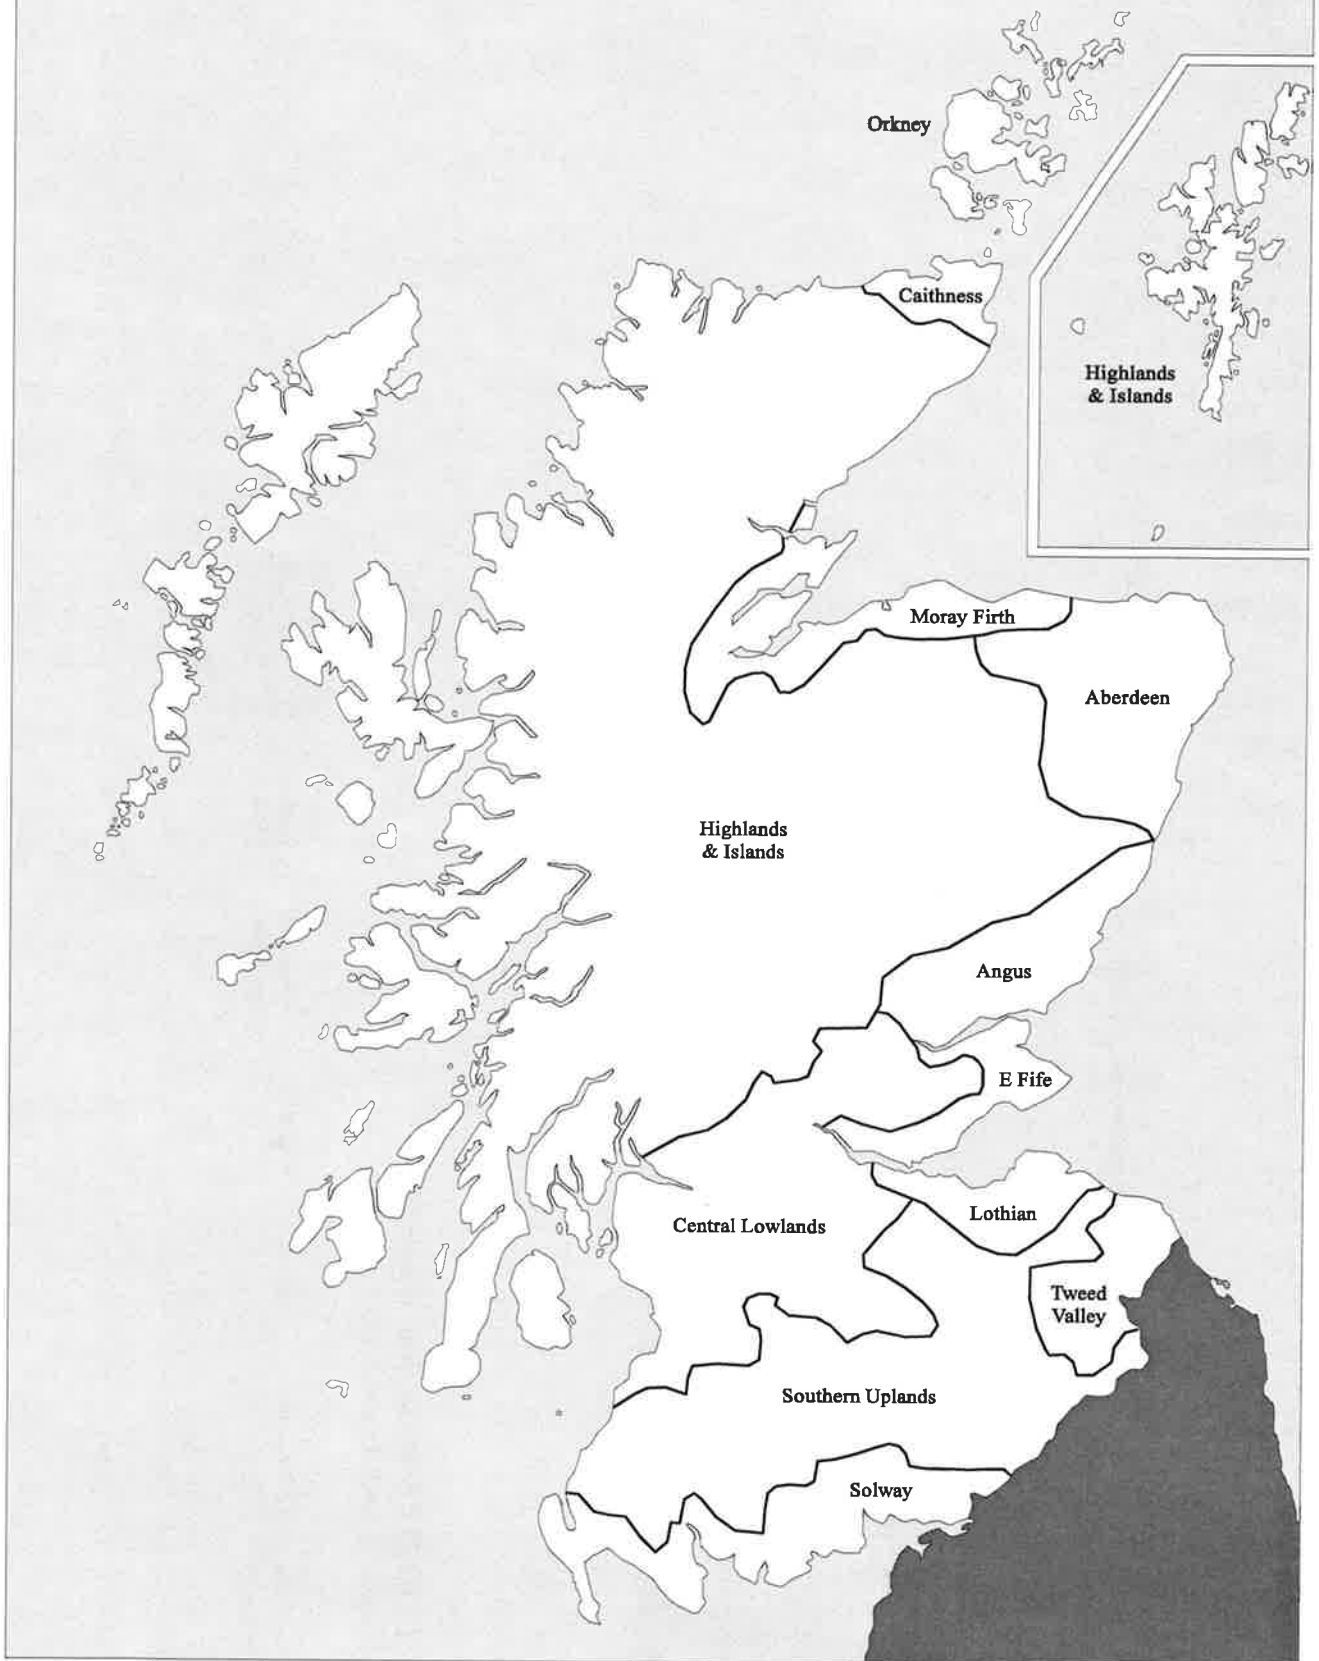 Orkney
Caithness
Highlands
& Islands
Moray Firth
Aberdeen
Highlands
& Islands
Angus
E Fife
Lothian
Central Lowlands
Tweed
Valley
Southern Uplands
Solway